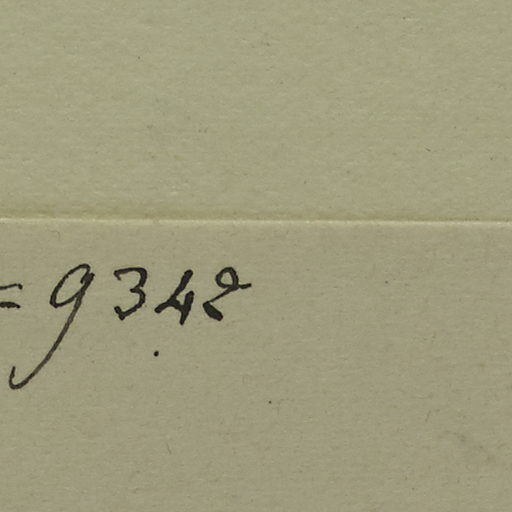 = 9342